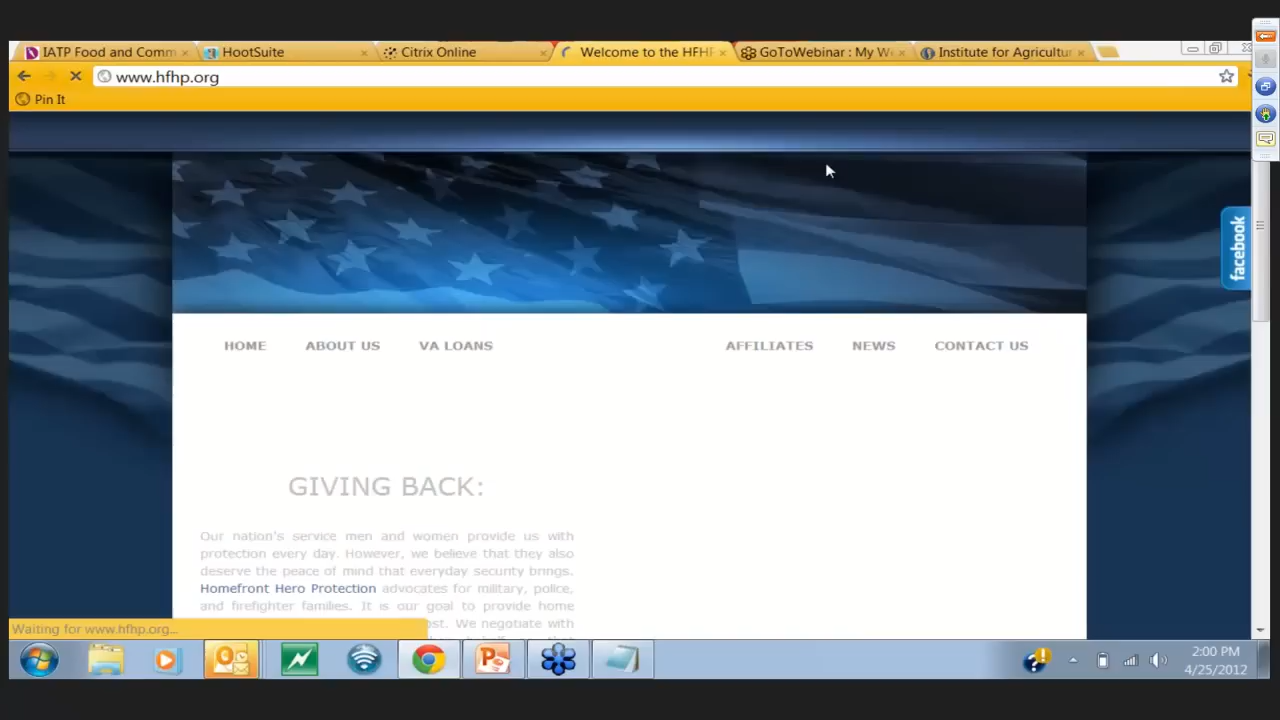 IATP Food and Comm
HootSuite
Citrix Online
Welcome to the HFHP
GoToWebinar : My W
Institute for Agricultur
www.hfhp.org
Pin It
facebook
HOME
ABOUT US
VA LOANS
AFFILIATES
NEWS
CONTACT US
GIVING BACK:
Our nation's service men and women provide us with
protection every day. However, we believe that they also
deserve the peace of mind that everyday security brings.
Homefront Hero Protection advocates for military, police,
and firefighter families. It is our goal to provide home
ost. We negotiate with
Waiting for www.hfhp.org...
2:00 PM
4/25/2012